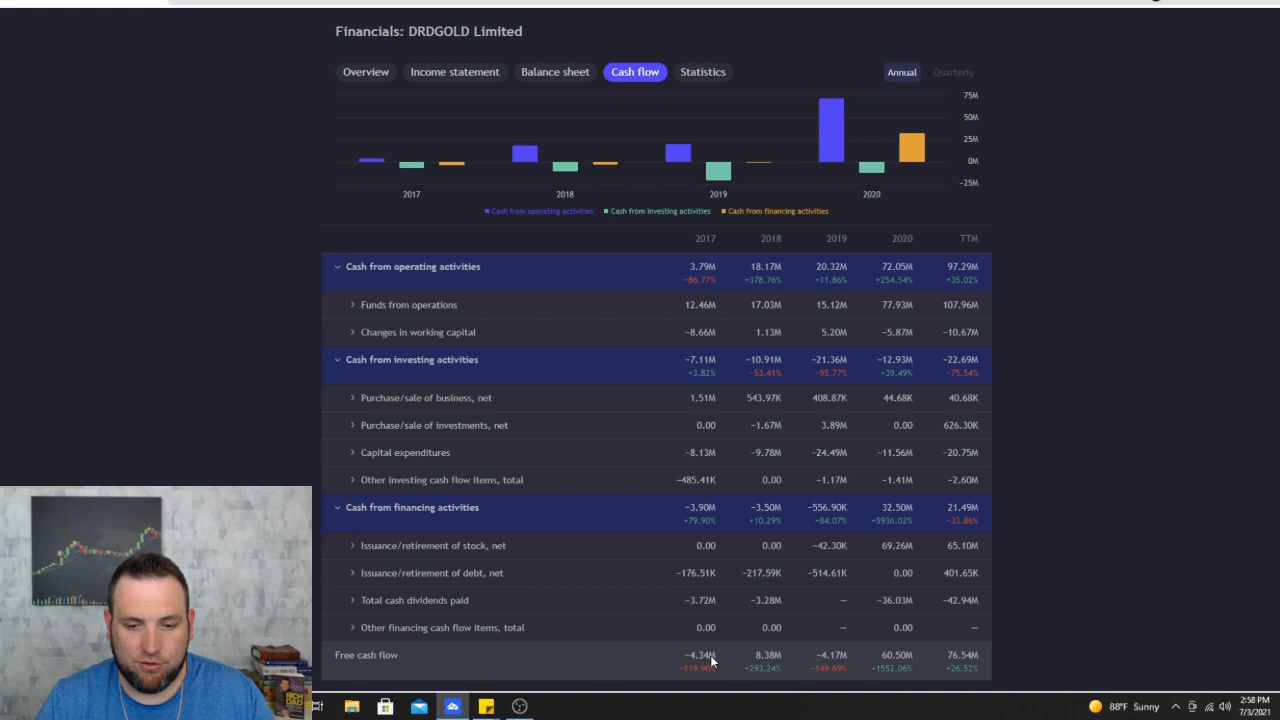 Financials: DRDGOLD Limited
Overview Income statement Balance sheet Cash flow Statistics Annual Quarterly
75M
50M
25M
0M
−25M
2017 2018 2019 2020
Cash from operating activities Cash from investing activities Cash from financing activities
2017 2018 2019 2020 TTM
Cash from operating activities 3.79M 18.17M 20.32M 72.05M 97.29M
−86.77% +378.76% +11.86% +254.54% +35.02%
Funds from operations 12.46M 17.03M 15.12M 77.93M 107.96M
Changes in working capital −8.66M 1.13M 5.20M −5.87M −10.67M
Cash from investing activities −7.11M −10.91M −21.36M −12.93M −22.69M
+3.82% −53.41% −95.77% +39.49% −75.54%
Purchase/sale of business, net 1.51M 543.97K 408.87K 44.68K 40.68K
Purchase/sale of investments, net 0.00 −1.67M 3.89M 0.00 626.30K
Capital expenditures −8.13M −9.78M −24.49M −11.56M −20.75M
Other investing cash flow items, total −485.41K 0.00 −1.17M −1.41M −2.60M
Cash from financing activities −3.90M −3.50M −556.90K 32.50M 21.49M
+79.90% +10.29% +84.07% +5936.02% −33.86%
Issuance/retirement of stock, net 0.00 0.00 −42.30K 69.26M 65.10M
Issuance/retirement of debt, net −176.51K −217.59K −514.61K 0.00 401.65K
Total cash dividends paid −3.72M −3.28M — −36.03M −42.94M
Other financing cash flow items, total 0.00 0.00 — 0.00 —
Free cash flow −4.34M 8.38M −4.17M 60.50M 76.54M
−119.90% +293.24% −149.69% +1552.06% +26.52%
RICH
DAD
88°F Sunny
2:58 PM
7/3/2021